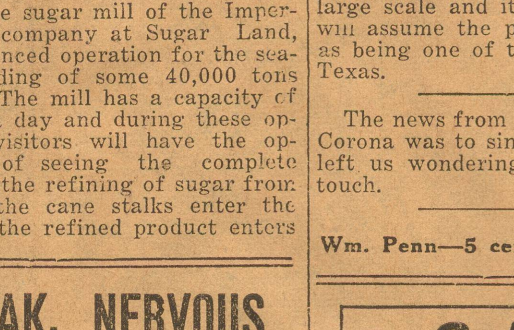 e sugar mill of the Imper-
company at Sugar Land,
nced operation for the sea-
ding of some 40,000 tons
The mill has a capacity of
day and during these op-
visitors will have the op-
of seeing the complete
the refining of sugar from
the cane stalks enter the
the refined product enters
AK, NERVOUS
large scale and it
will assume the p
as being one of t
Texas.
The news from
Corona was to sin
left us wondering
touch.
Wm. Penn—5 ce